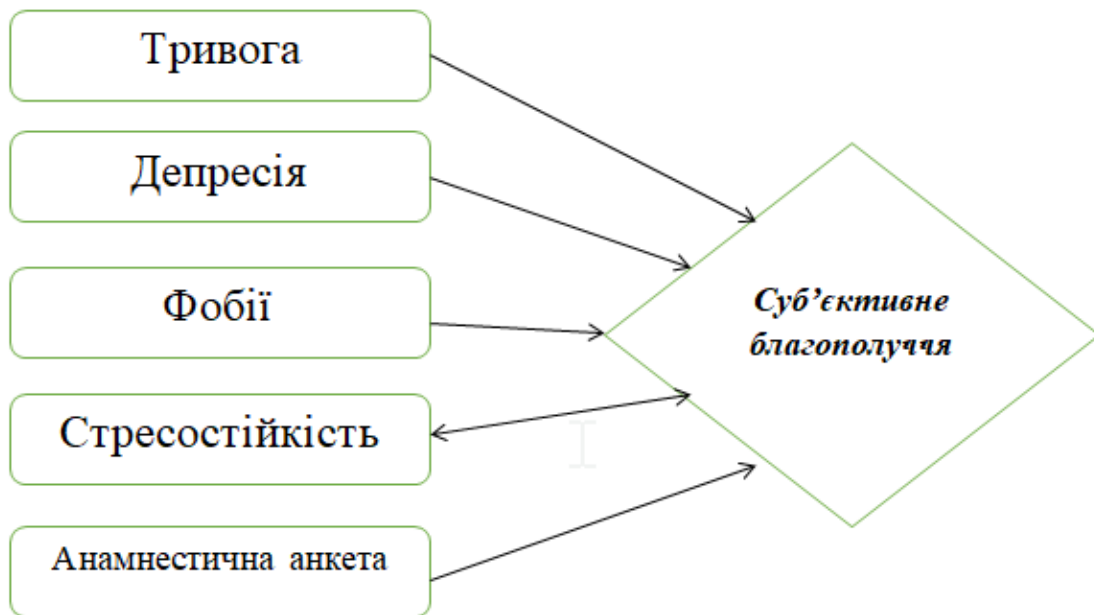 Тривога
Депресія
Фобії
Стресостійкість
Анамнестична анкета
Суб’єктивне
благополуччя